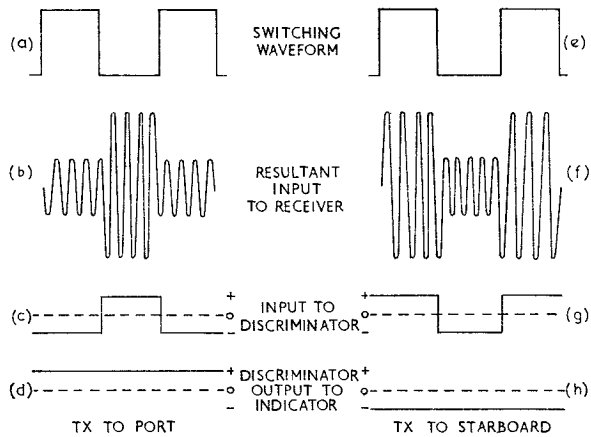 (a) SWITCHING (e)
WAVEFORM
(b) RESULTANT (f)
INPUT
TO RECEIVER
+ +
(c) o INPUT TO o (g)
- DISCRIMINATOR -
+ DISCRIMINATOR +
(d) o OUTPUT TO o (h)
- INDICATOR -
TX TO PORT TX TO STARBOARD